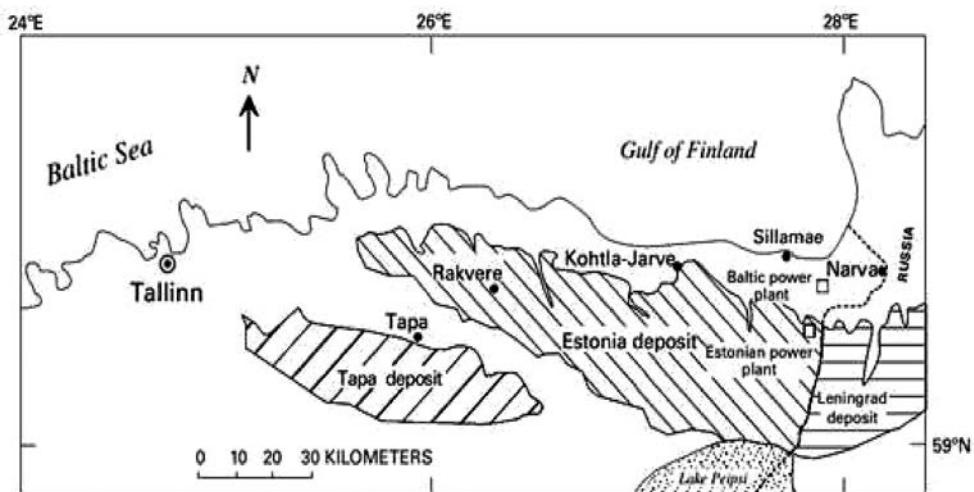 24°E
26°E
28°E
N
Baltic Sea
Gulf of Finland
Tallinn
Sillamae
Kohtla-Jarve
Narva
RUSSIA
Baltic power
plant
Rakvere
Tapa
Estonia deposit
Estonian power
plant
Tapa deposit
Leningrad
deposit
59°N
0 10 20 30 KILOMETERS
Lake Peipsi